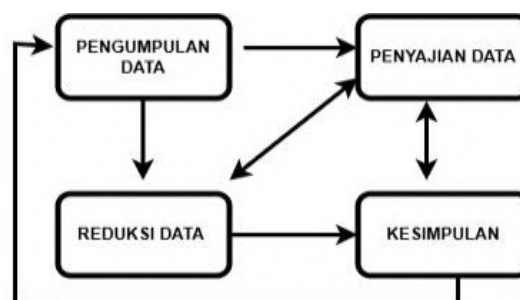 PENGUMPULAN
DATA
PENYAJIAN DATA
REDUKSI DATA
KESIMPULAN